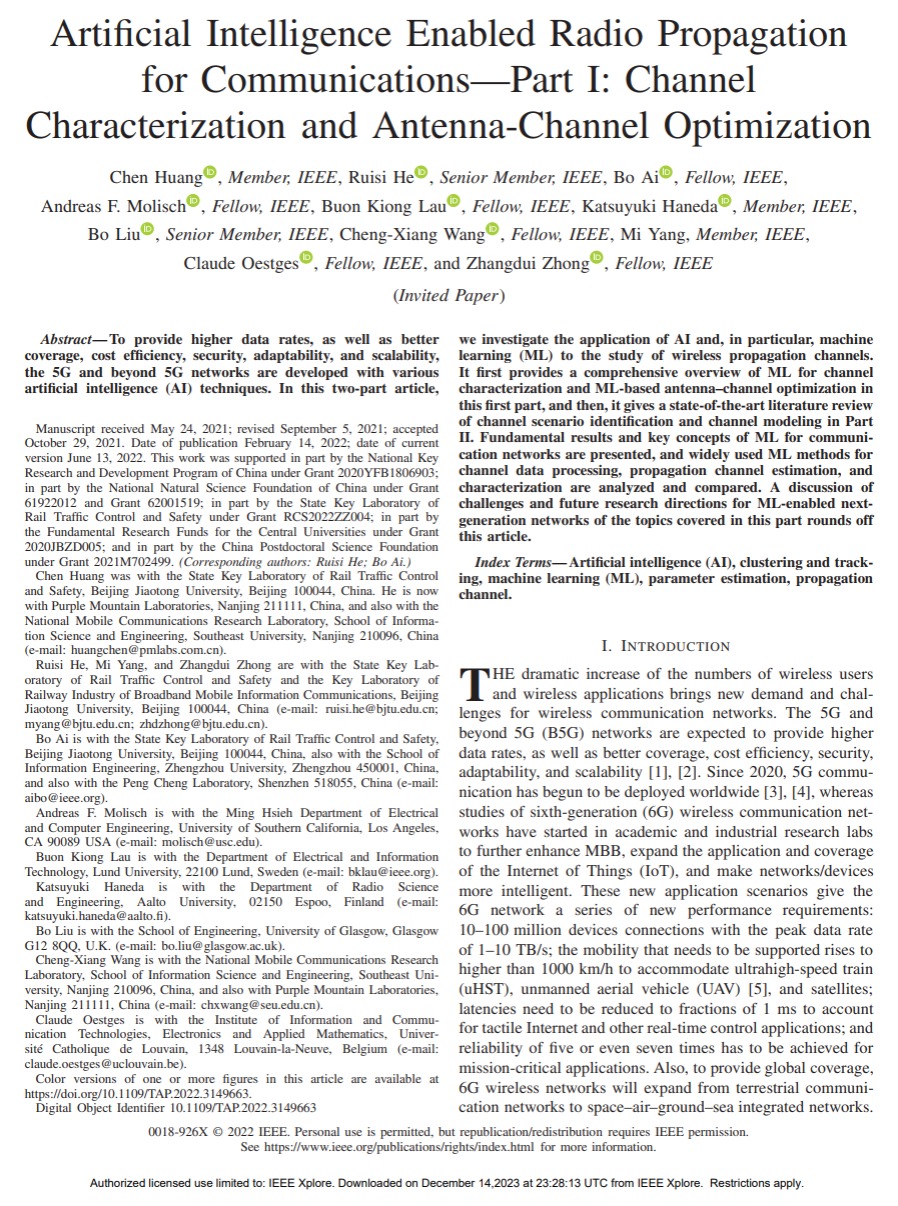 Artificial Intelligence Enabled Radio Propagation
for Communications—Part I: Channel
Characterization and Antenna-Channel Optimization
Chen Huang, Member, IEEE, Ruisi He, Senior Member, IEEE, Bo Ai, Fellow, IEEE,
Andreas F. Molisch, Fellow, IEEE, Buon Kiong Lau, Fellow, IEEE, Katsuyuki Haneda, Member, IEEE,
Bo Liu, Senior Member, IEEE, Cheng-Xiang Wang, Fellow, IEEE, Mi Yang, Member, IEEE,
Claude Oestges, Fellow, IEEE, and Zhangdui Zhong, Fellow, IEEE
(Invited Paper)
Abstract—To provide higher data rates, as well as better
coverage, cost efficiency, security, adaptability, and scalability,
the 5G and beyond 5G networks are developed with various
artificial intelligence (AI) techniques. In this two-part article,
Manuscript received May 24, 2021; revised September 5, 2021; accepted
October 29, 2021. Date of publication February 14, 2022; date of current
version June 13, 2022. This work was supported in part by the National Key
Research and Development Program of China under Grant 2020YFB1806903;
in part by the National Natural Science Foundation of China under Grant
61922012 and Grant 62001519; in part by the State Key Laboratory of
Rail Traffic Control and Safety under Grant RCS2022ZZ004; in part by
the Fundamental Research Funds for the Central Universities under Grant
2020JBZD005; and in part by the China Postdoctoral Science Foundation
under Grant 2021M702499. (Corresponding authors: Ruisi He; Bo Ai.)
Chen Huang was with the State Key Laboratory of Rail Traffic Control
and Safety, Beijing Jiaotong University, Beijing 100044, China. He is now
with Purple Mountain Laboratories, Nanjing 211111, China, and also with the
National Mobile Communications Research Laboratory, School of Informa-
tion Science and Engineering, Southeast University, Nanjing 210096, China
(e-mail: huangchen@pmlabs.com.cn).
Ruisi He, Mi Yang, and Zhangdui Zhong are with the State Key Lab-
oratory of Rail Traffic Control and Safety and the Key Laboratory of
Railway Industry of Broadband Mobile Information Communications, Beijing
Jiaotong University, Beijing 100044, China (e-mail: ruisi.he@bjtu.edu.cn;
myang@bjtu.edu.cn; zhdzhong@bjtu.edu.cn).
Bo Ai is with the State Key Laboratory of Rail Traffic Control and Safety,
Beijing Jiaotong University, Beijing 100044, China, also with the School of
Information Engineering, Zhengzhou University, Zhengzhou 450001, China,
and also with the Peng Cheng Laboratory, Shenzhen 518055, China (e-mail:
aibo@ieee.org).
Andreas F. Molisch is with the Ming Hsieh Department of Electrical
and Computer Engineering, University of Southern California, Los Angeles,
CA 90089 USA (e-mail: molisch@usc.edu).
Buon Kiong Lau is with the Department of Electrical and Information
Technology, Lund University, 22100 Lund, Sweden (e-mail: bklau@ieee.org).
Katsuyuki Haneda is with the Department of Radio Science
and Engineering, Aalto University, 02150 Espoo, Finland (e-mail:
katsuyuki.haneda@aalto.fi).
Bo Liu is with the School of Engineering, University of Glasgow, Glasgow
G12 8QQ, U.K. (e-mail: bo.liu@glasgow.ac.uk).
Cheng-Xiang Wang is with the National Mobile Communications Research
Laboratory, School of Information Science and Engineering, Southeast Uni-
versity, Nanjing 210096, China, and also with Purple Mountain Laboratories,
Nanjing 211111, China (e-mail: chxwang@seu.edu.cn).
Claude Oestges is with the Institute of Information and Commu-
nication Technologies, Electronics and Applied Mathematics, Univer-
sité Catholique de Louvain, 1348 Louvain-la-Neuve, Belgium (e-mail:
claude.oestges@uclouvain.be).
Color versions of one or more figures in this article are available at
https://doi.org/10.1109/TAP.2022.3149663.
Digital Object Identifier 10.1109/TAP.2022.3149663
we investigate the application of AI and, in particular, machine
learning (ML) to the study of wireless propagation channels.
It first provides a comprehensive overview of ML for channel
characterization and ML-based antenna–channel optimization in
this first part, and then, it gives a state-of-the-art literature review
of channel scenario identification and channel modeling in Part
II. Fundamental results and key concepts of ML for communi-
cation networks are presented, and widely used ML methods for
channel data processing, propagation channel estimation, and
characterization are analyzed and compared. A discussion of
challenges and future research directions for ML-enabled next-
generation networks of the topics covered in this part rounds off
this article.
Index Terms—Artificial intelligence (AI), clustering and track-
ing, machine learning (ML), parameter estimation, propagation
channel.
I. INTRODUCTION
THE dramatic increase of the numbers of wireless users
and wireless applications brings new demand and chal-
lenges for wireless communication networks. The 5G and
beyond 5G (B5G) networks are expected to provide higher
data rates, as well as better coverage, cost efficiency, security,
adaptability, and scalability [1], [2]. Since 2020, 5G commu-
nication has begun to be deployed worldwide [3], [4], whereas
studies of sixth-generation (6G) wireless communication net-
works have started in academic and industrial research labs
to further enhance MBB, expand the application and coverage
of the Internet of Things (IoT), and make networks/devices
more intelligent. These new application scenarios give the
6G network a series of new performance requirements:
10–100 million devices connections with the peak data rate
of 1–10 TB/s; the mobility that needs to be supported rises to
higher than 1000 km/h to accommodate ultrahigh-speed train
(uHST), unmanned aerial vehicle (UAV) [5], and satellites;
latencies need to be reduced to fractions of 1 ms to account
for tactile Internet and other real-time control applications; and
reliability of five or even seven times has to be achieved for
mission-critical applications. Also, to provide global coverage,
6G wireless networks will expand from terrestrial communi-
cation networks to space–air–ground–sea integrated networks.
0018-926X © 2022 IEEE. Personal use is permitted, but republication/redistribution requires IEEE permission.
See https://www.ieee.org/publications/rights/index.html for more information.
Authorized licensed use limited to: IEEE Xplore. Downloaded on December 14,2023 at 23:28:13 UTC from IEEE Xplore. Restrictions apply.